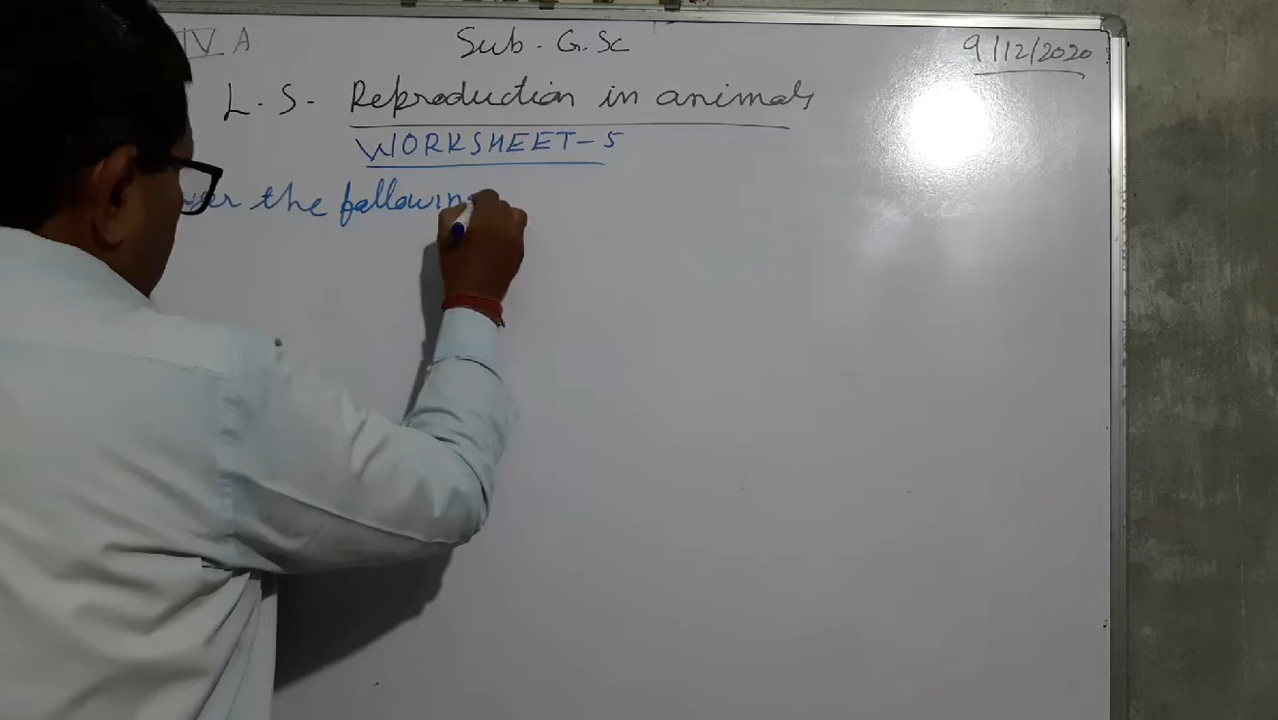 IV A Sub. G.Sc 9/12/2020
L.S. Reproduction in animals
WORKSHEET-5
the following